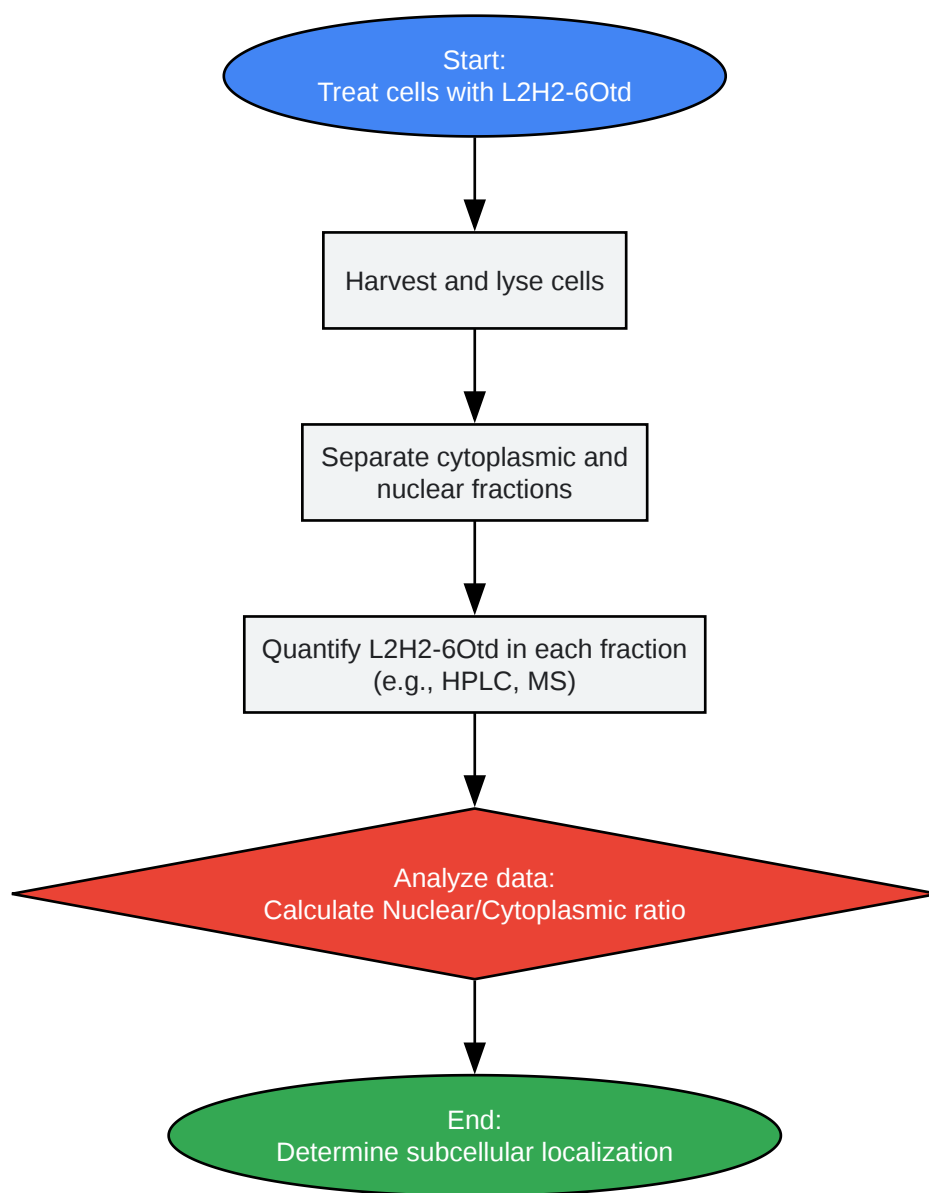 Start:
Treat cells with L2H2-6Otd
Harvest and lyse cells
Separate cytoplasmic and
nuclear fractions
Quantify L2H2-6Otd in each fraction
(e.g., HPLC, MS)
Analyze data:
Calculate Nuclear/Cytoplasmic ratio
End:
Determine subcellular localization